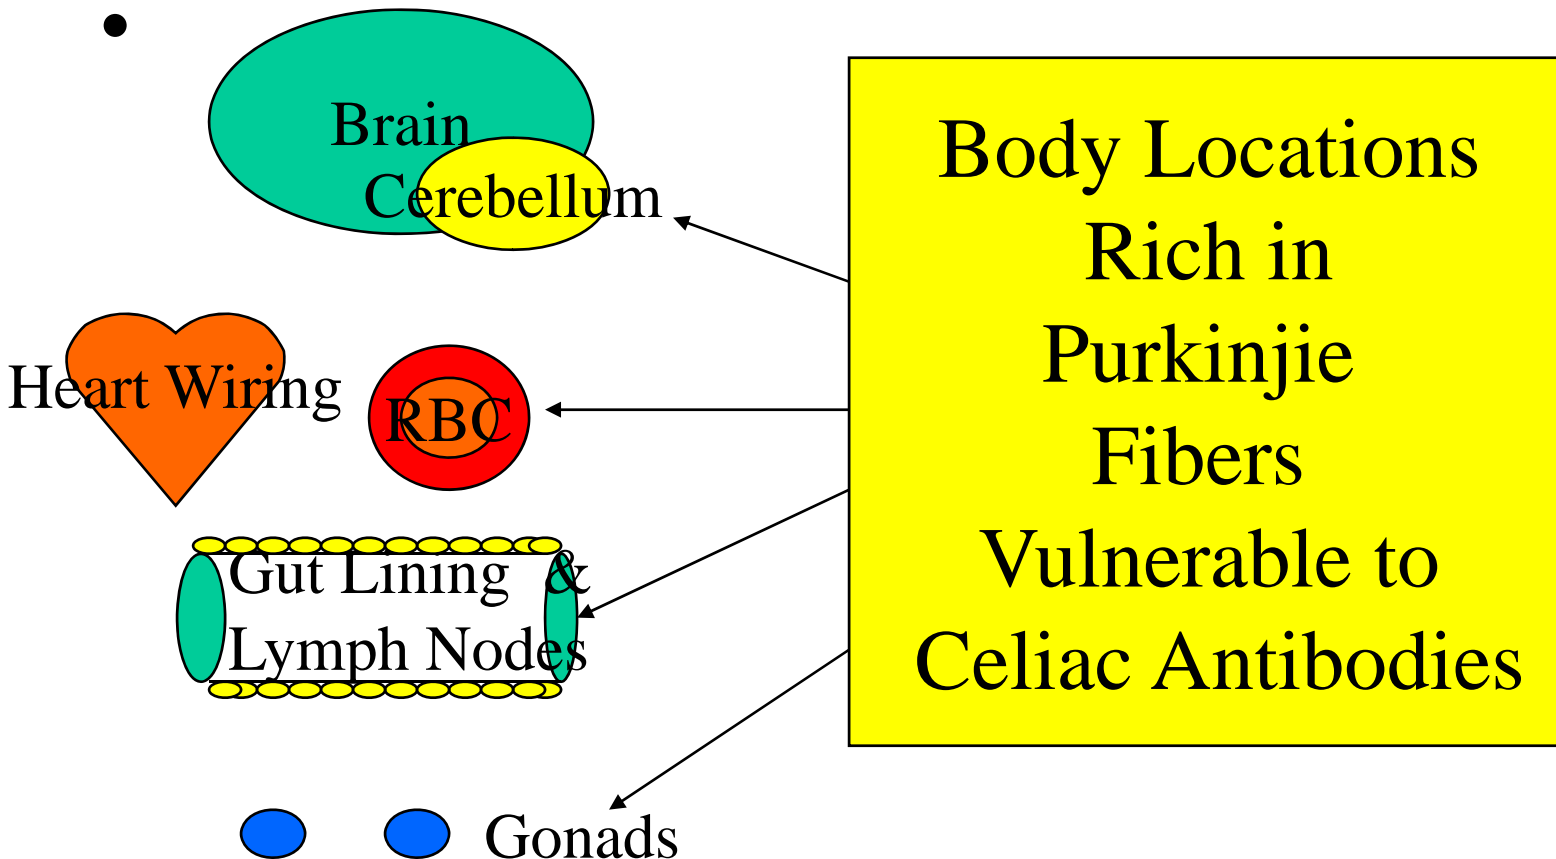 •
Brain
Cerebellum
Heart Wiring
RBC
Gut Lining &
Lymph Nodes
Gonads
Body Locations
Rich in
Purkinjie
Fibers
Vulnerable to
Celiac Antibodies